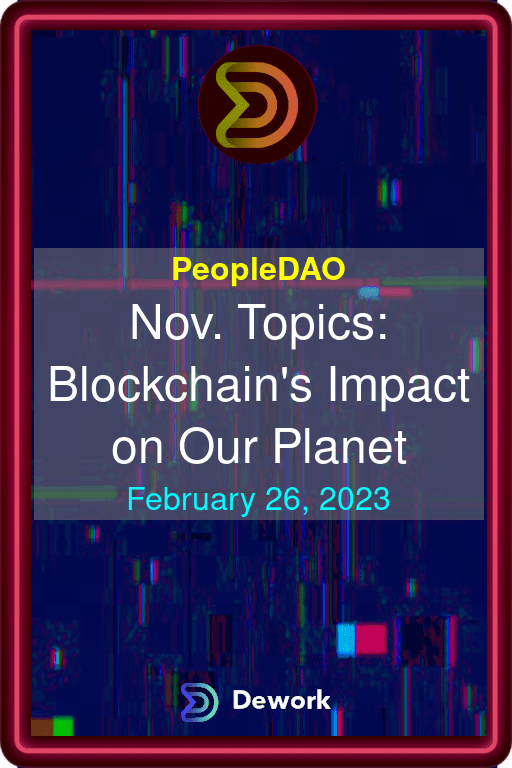 PeopleDAO
Nov. Topics:
Blockchain's Impact
on Our Planet
February 26, 2023
Dework